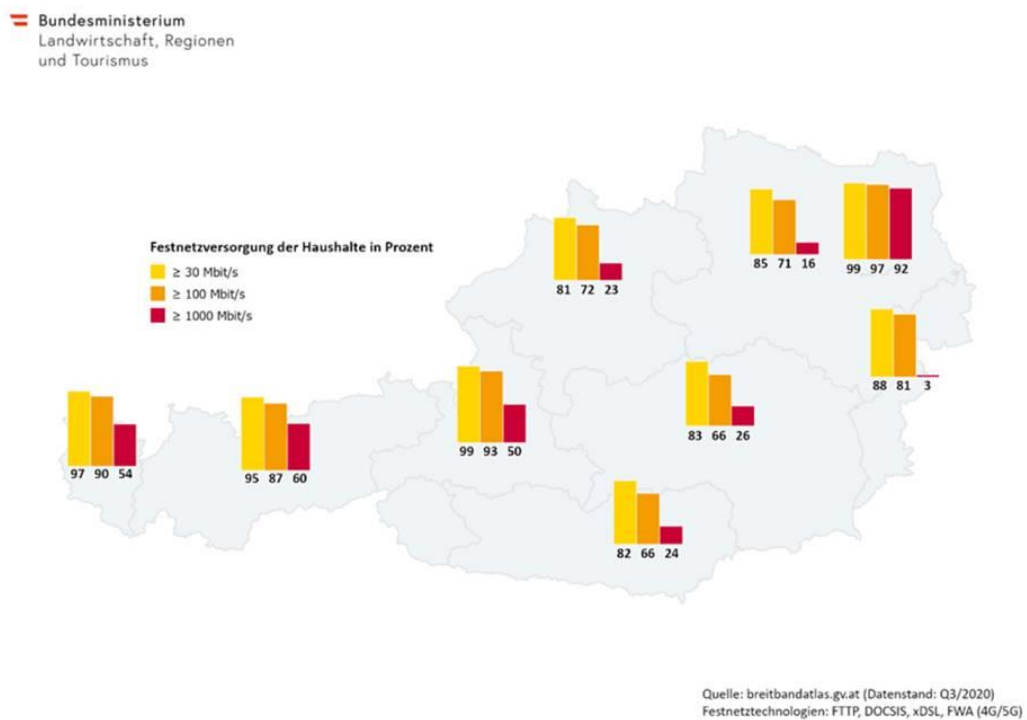 Bundesministerium
Landwirtschaft, Regionen
und Tourismus
Festnetzversorgung der Haushalte in Prozent
≥ 30 Mbit/s
≥ 100 Mbit/s
≥ 1000 Mbit/s
85 71 16
99 97 92
81 72 23
88 81 3
83 66 26
99 93 50
97 90 54
95 87 60
82 66 24
Quelle: breitbandatlas.gv.at (Datenstand: Q3/2020)
Festnetztechnologien: FTTP, DOCSIS, xDSL, FWA (4G/5G)